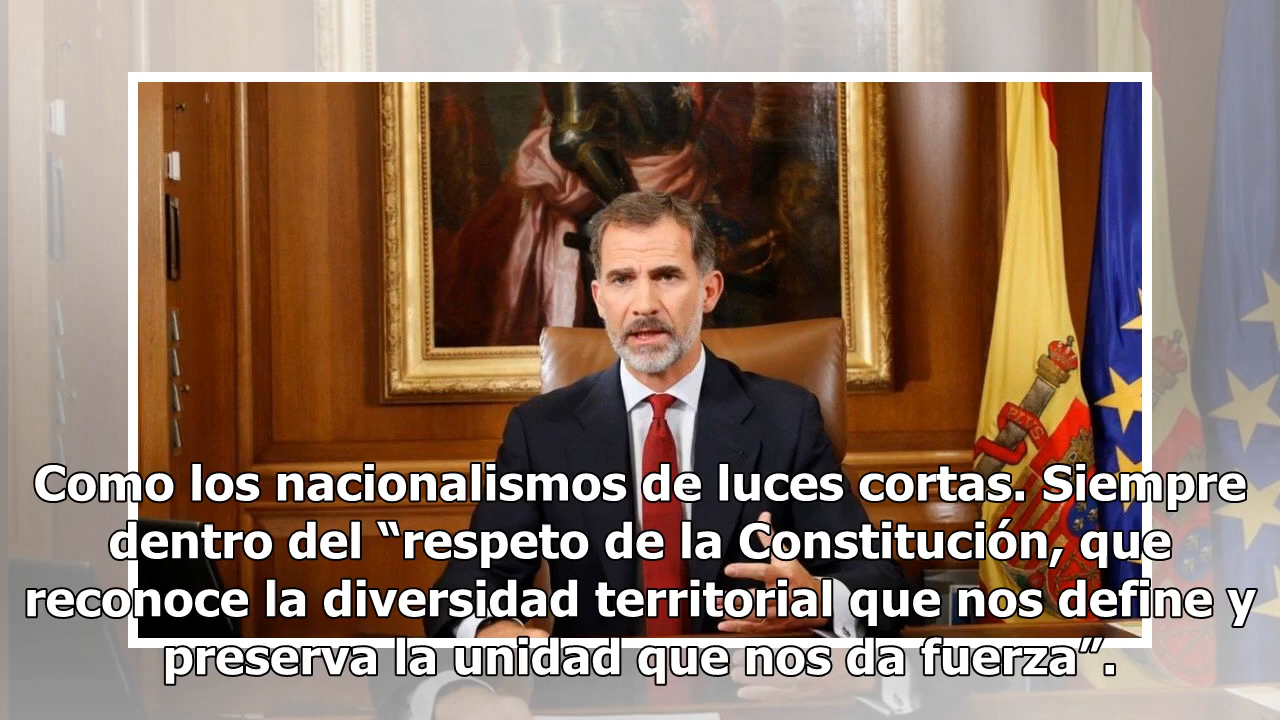 Como los nacionalismos de luces cortas. Siempre
dentro del “respeto de la Constitución, que
reconoce la diversidad territorial que nos define y
preserva la unidad que nos da fuerza”.